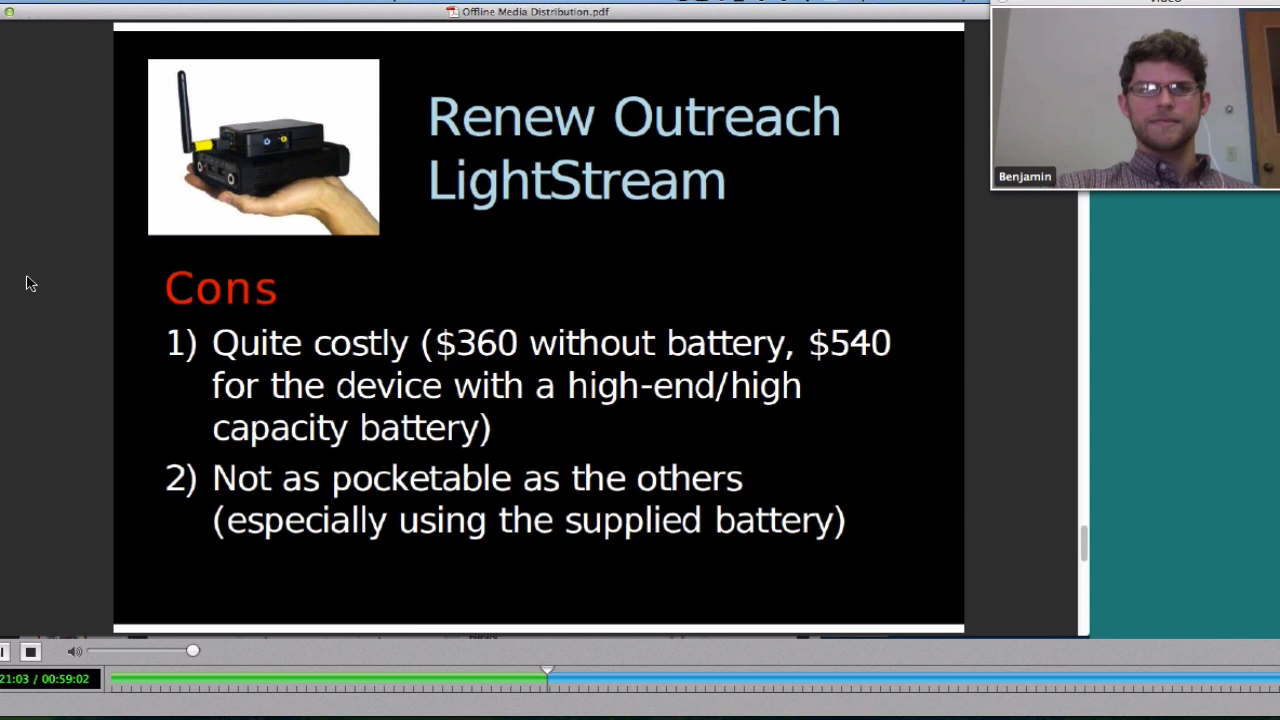 Offline Media Distribution.pdf
Renew Outreach
LightStream
Benjamin
Cons
1) Quite costly ($360 without battery, $540
for the device with a high-end/high
capacity battery)
2) Not as pocketable as the others
(especially using the supplied battery)
21:03 / 00:59:02